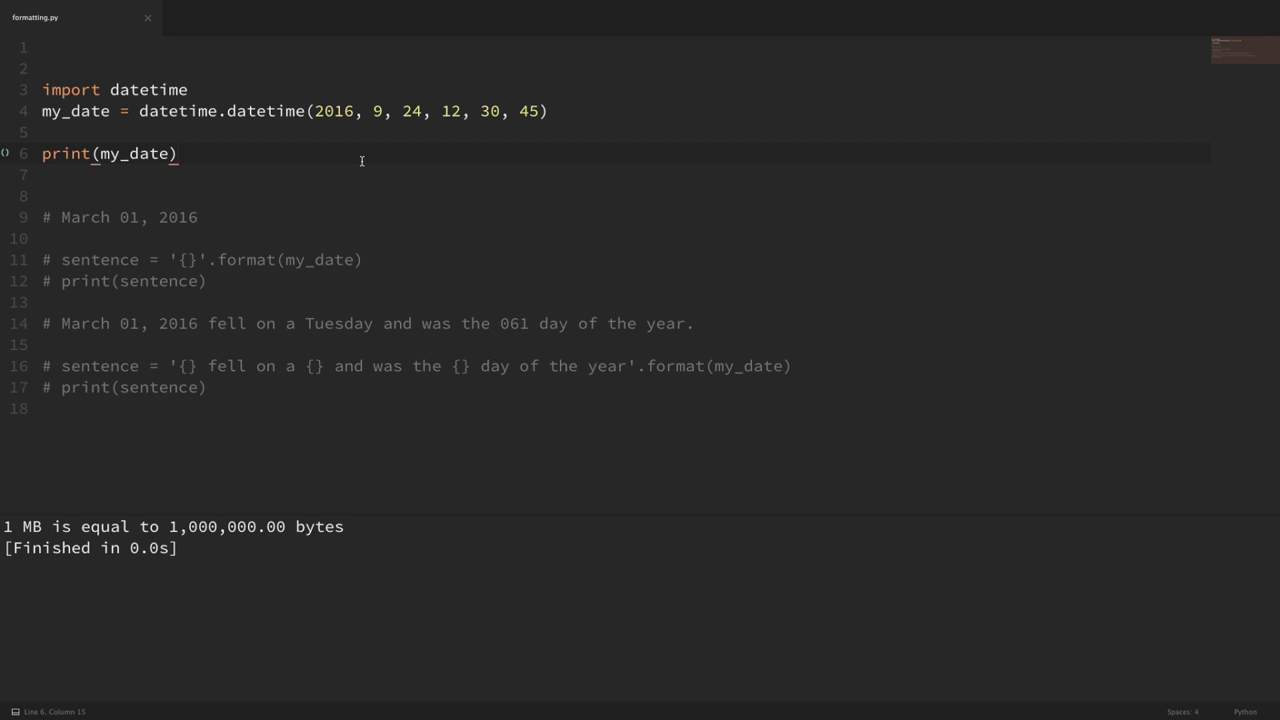 formatting.py
1
2
3 import datetime
4 my_date = datetime.datetime(2016, 9, 24, 12, 30, 45)
5
() 6 print(my_date)
7
8
9 # March 01, 2016
10
11 # sentence = '{}'.format(my_date)
12 # print(sentence)
13
14 # March 01, 2016 fell on a Tuesday and was the 061 day of the year.
15
16 # sentence = '{} fell on a {} and was the {} day of the year'.format(my_date)
17 # print(sentence)
18
1 MB is equal to 1,000,000.00 bytes
[Finished in 0.0s]
Line 6, Column 15 Spaces: 4 Python